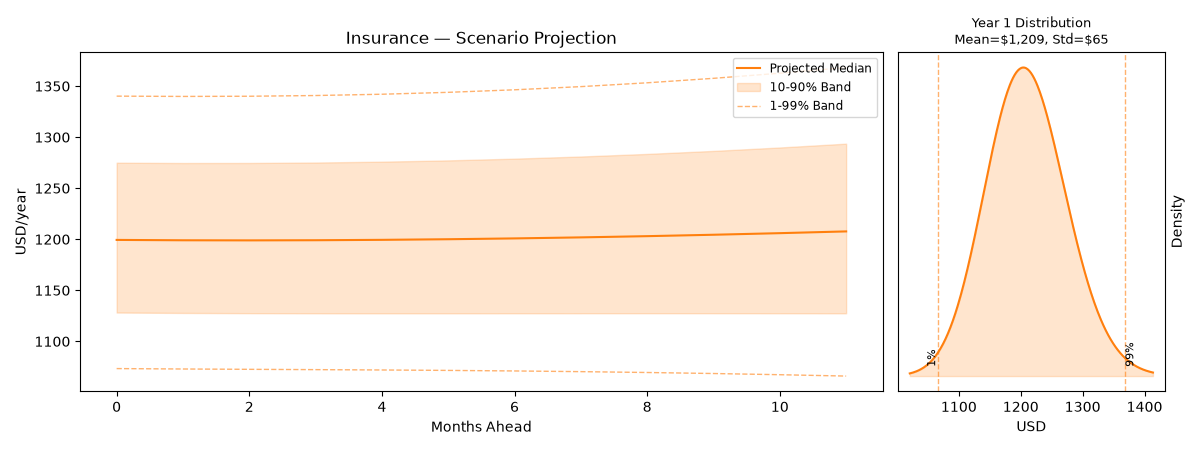 Insurance — Scenario Projection
USD/year
1350
1300
1250
1200
1150
1100
0
2
4
6
8
10
Months Ahead
Projected Median
10-90% Band
1-99% Band
Year 1 Distribution
Mean=$1,209, Std=$65
1%
99%
1100
1200
1300
1400
USD
Density